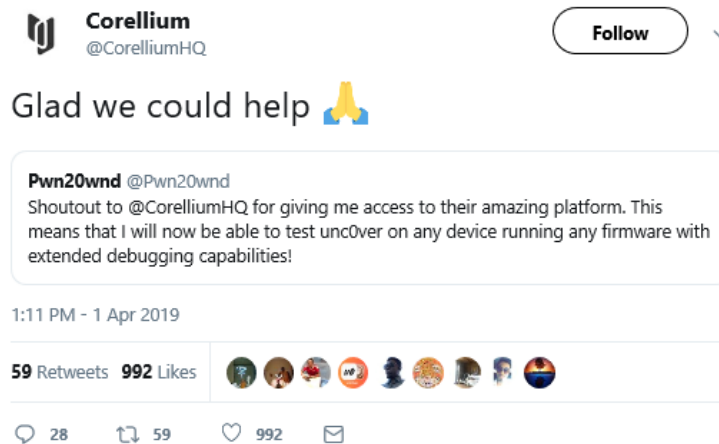 Corellium
@CorelliumHQ
Follow
Glad we could help 🙏
Pwn20wnd @Pwn20wnd
Shoutout to @CorelliumHQ for giving me access to their amazing platform. This
means that I will now be able to test unc0ver on any device running any firmware with
extended debugging capabilities!
1:11 PM - 1 Apr 2019
59 Retweets 992 Likes
28 59 992